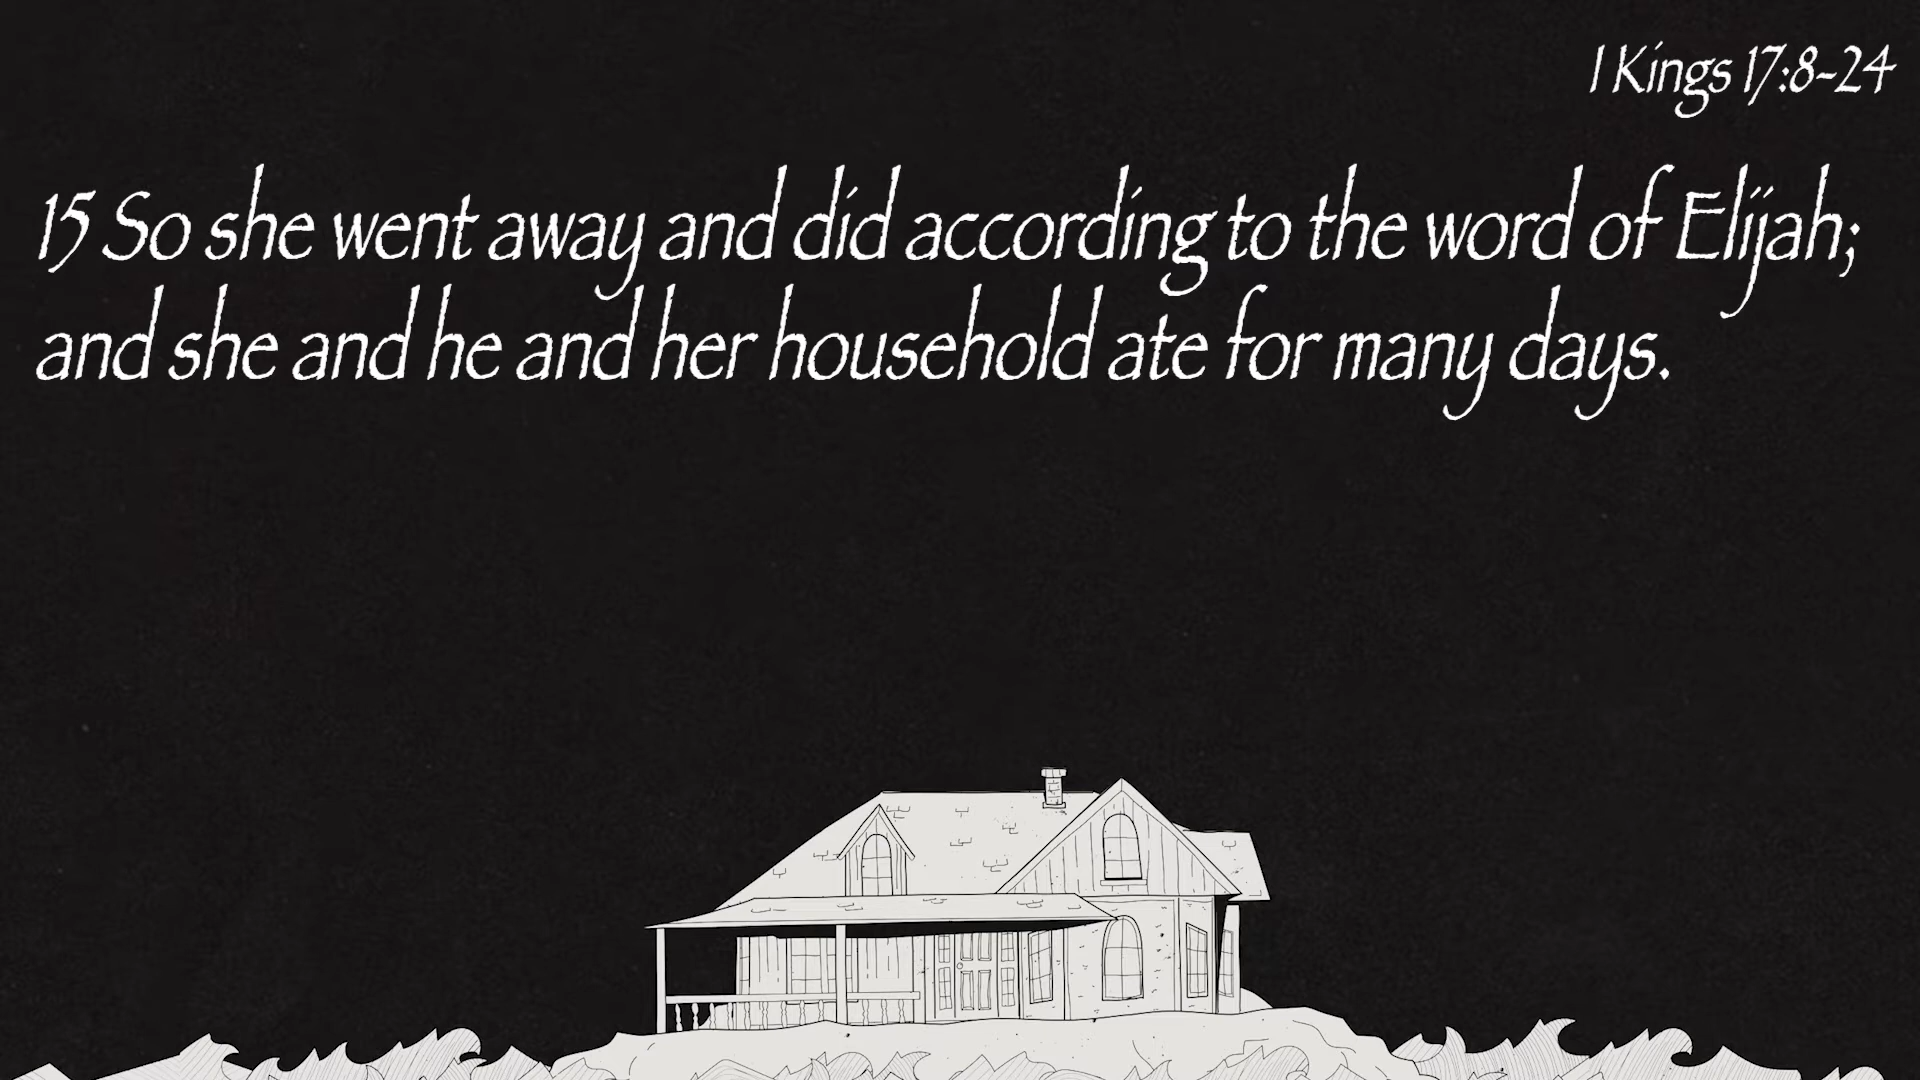 1 Kings 17:8-24
15 So she went away and did according to the word of Elijah;
and she and he and her household ate for many days.